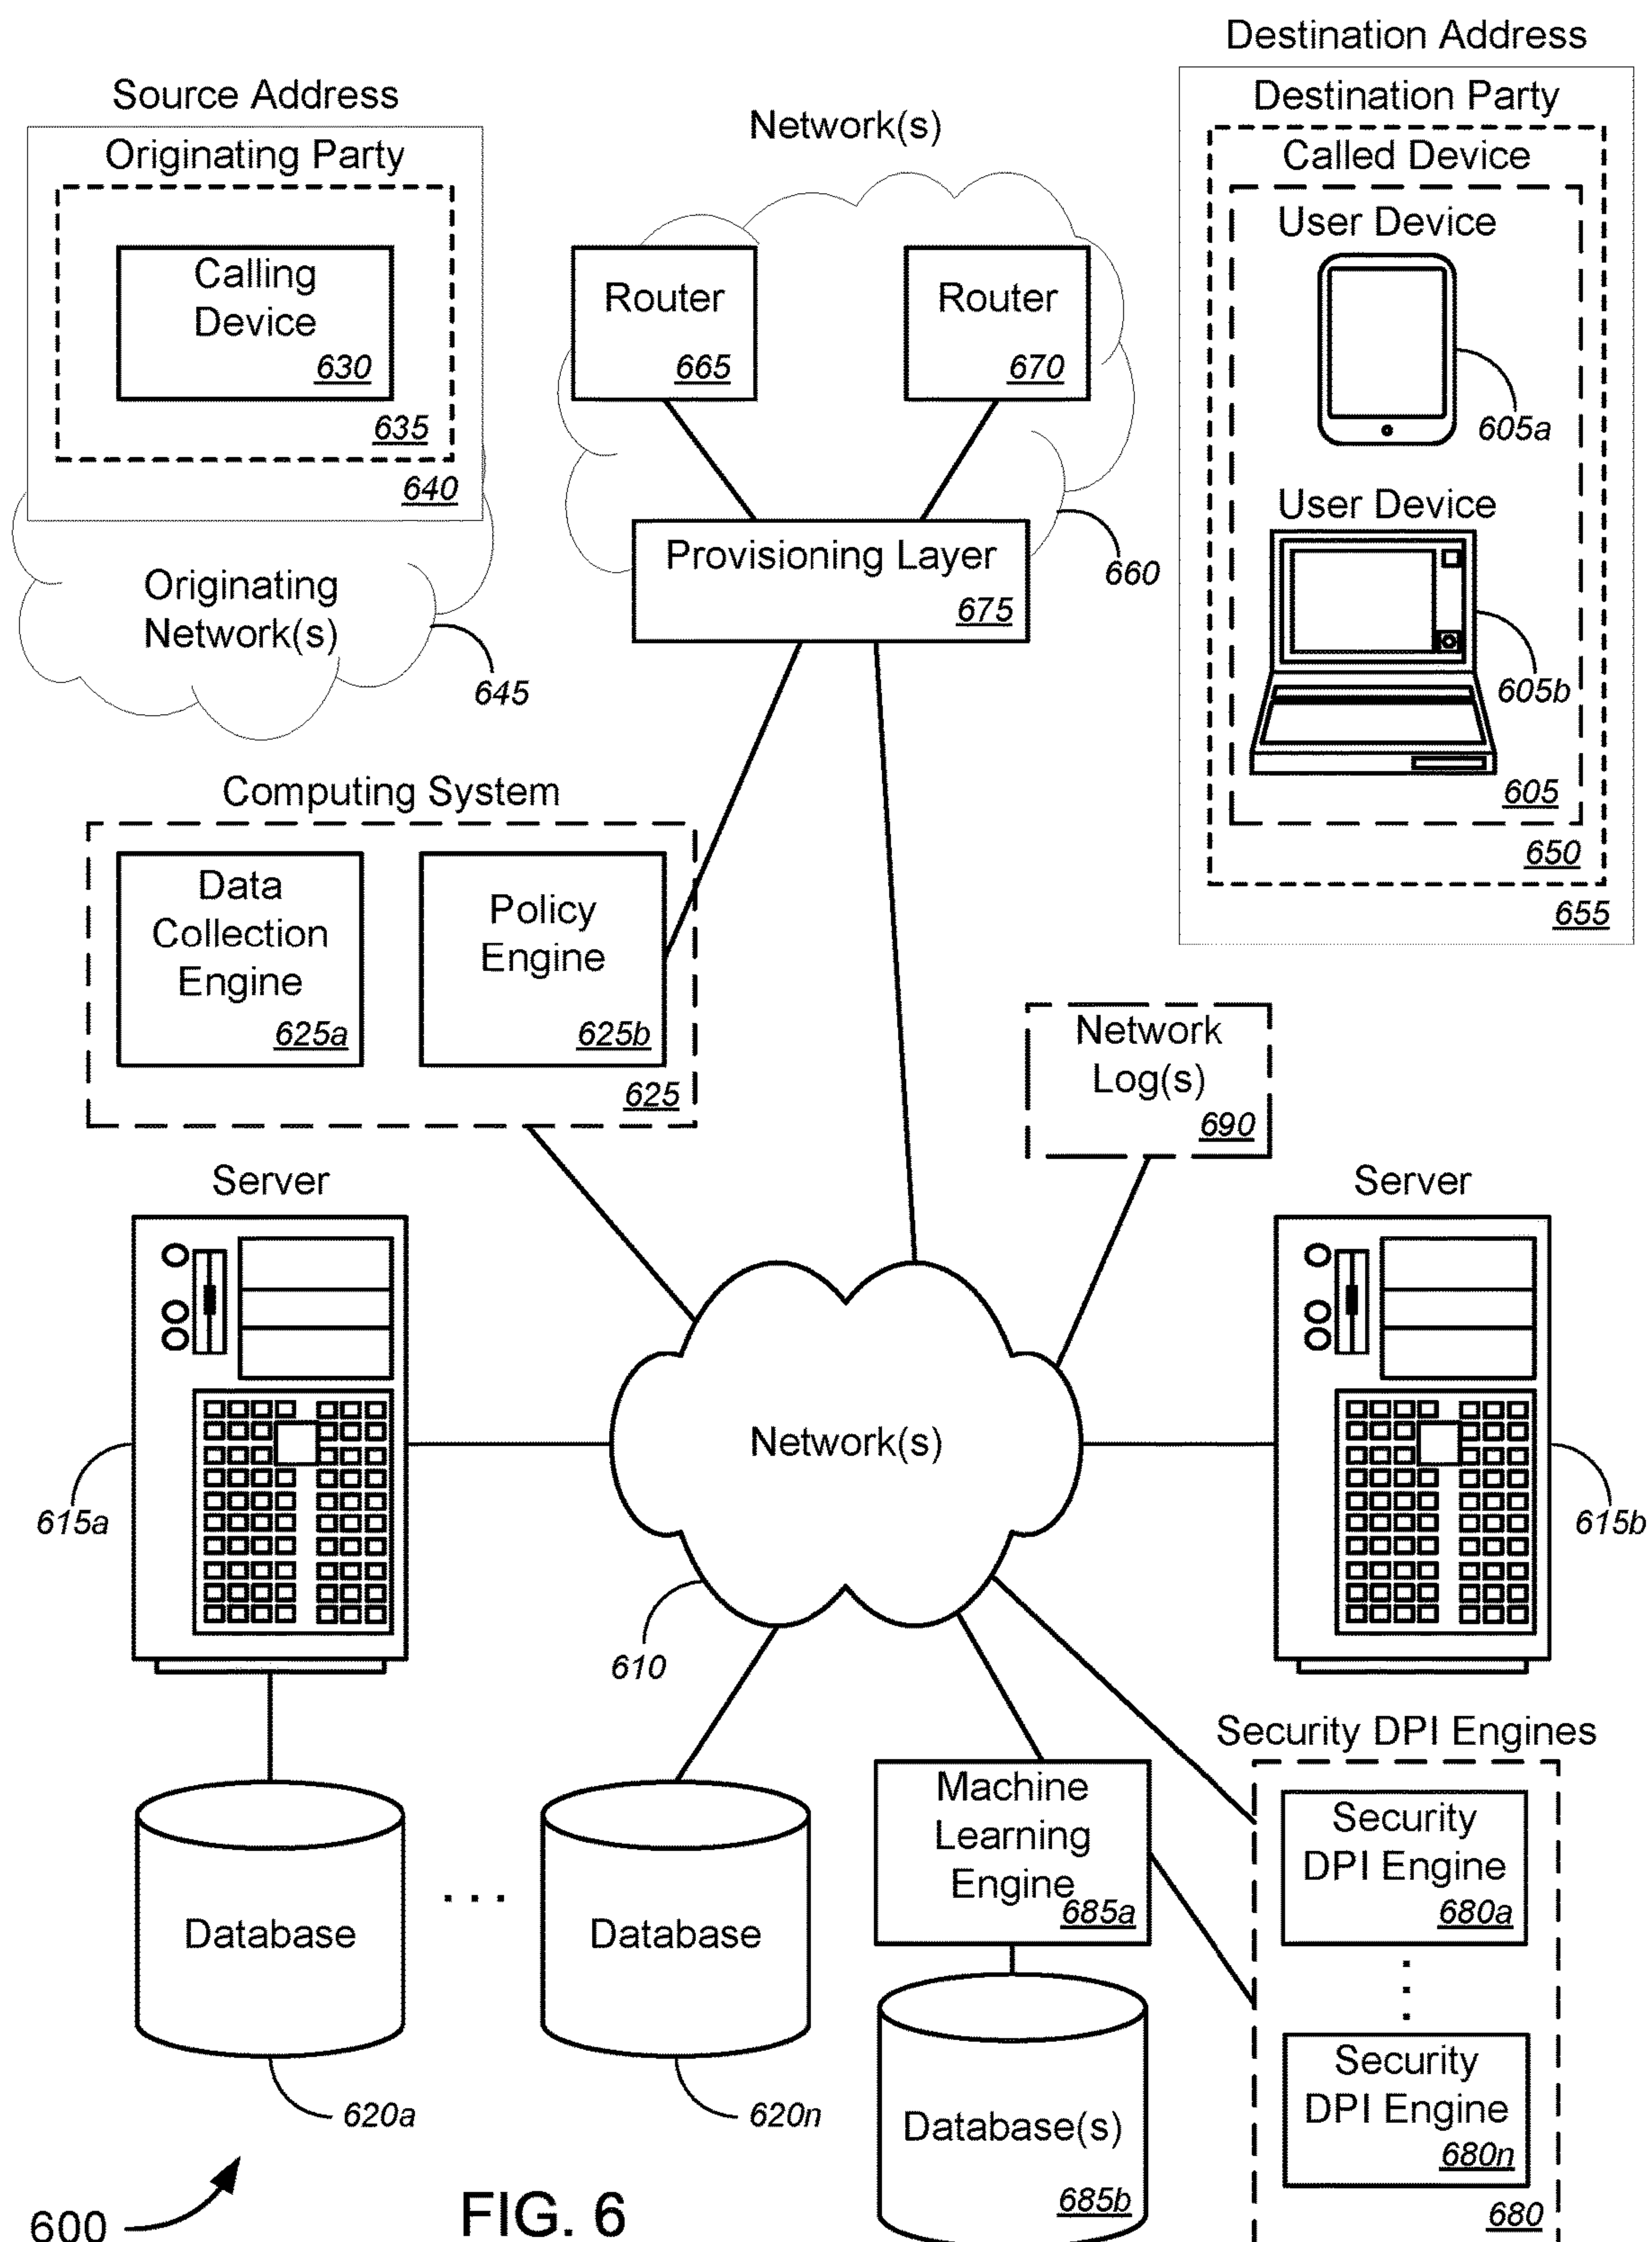 Destination Address
Source Address
Destination Party
Network(s)
Originating Party
Called Device
User Device
Calling
Device
630
Router
665
Router
670
605a
635
640
User Device
Provisioning Layer
675
660
Originating
Network(s)
645
605b
605
650
655
Computing System
Data
Collection
Engine
625a
Policy
Engine
625b
625
Network
Log(s)
690
Server
Server
Network(s)
615a
615b
610
Security DPI Engines
Machine
Learning
Engine
685a
Security
DPI Engine
680a
Database
. . .
Database
Security
DPI Engine
680n
620a
620n
Database(s)
685b
680
600
FIG. 6